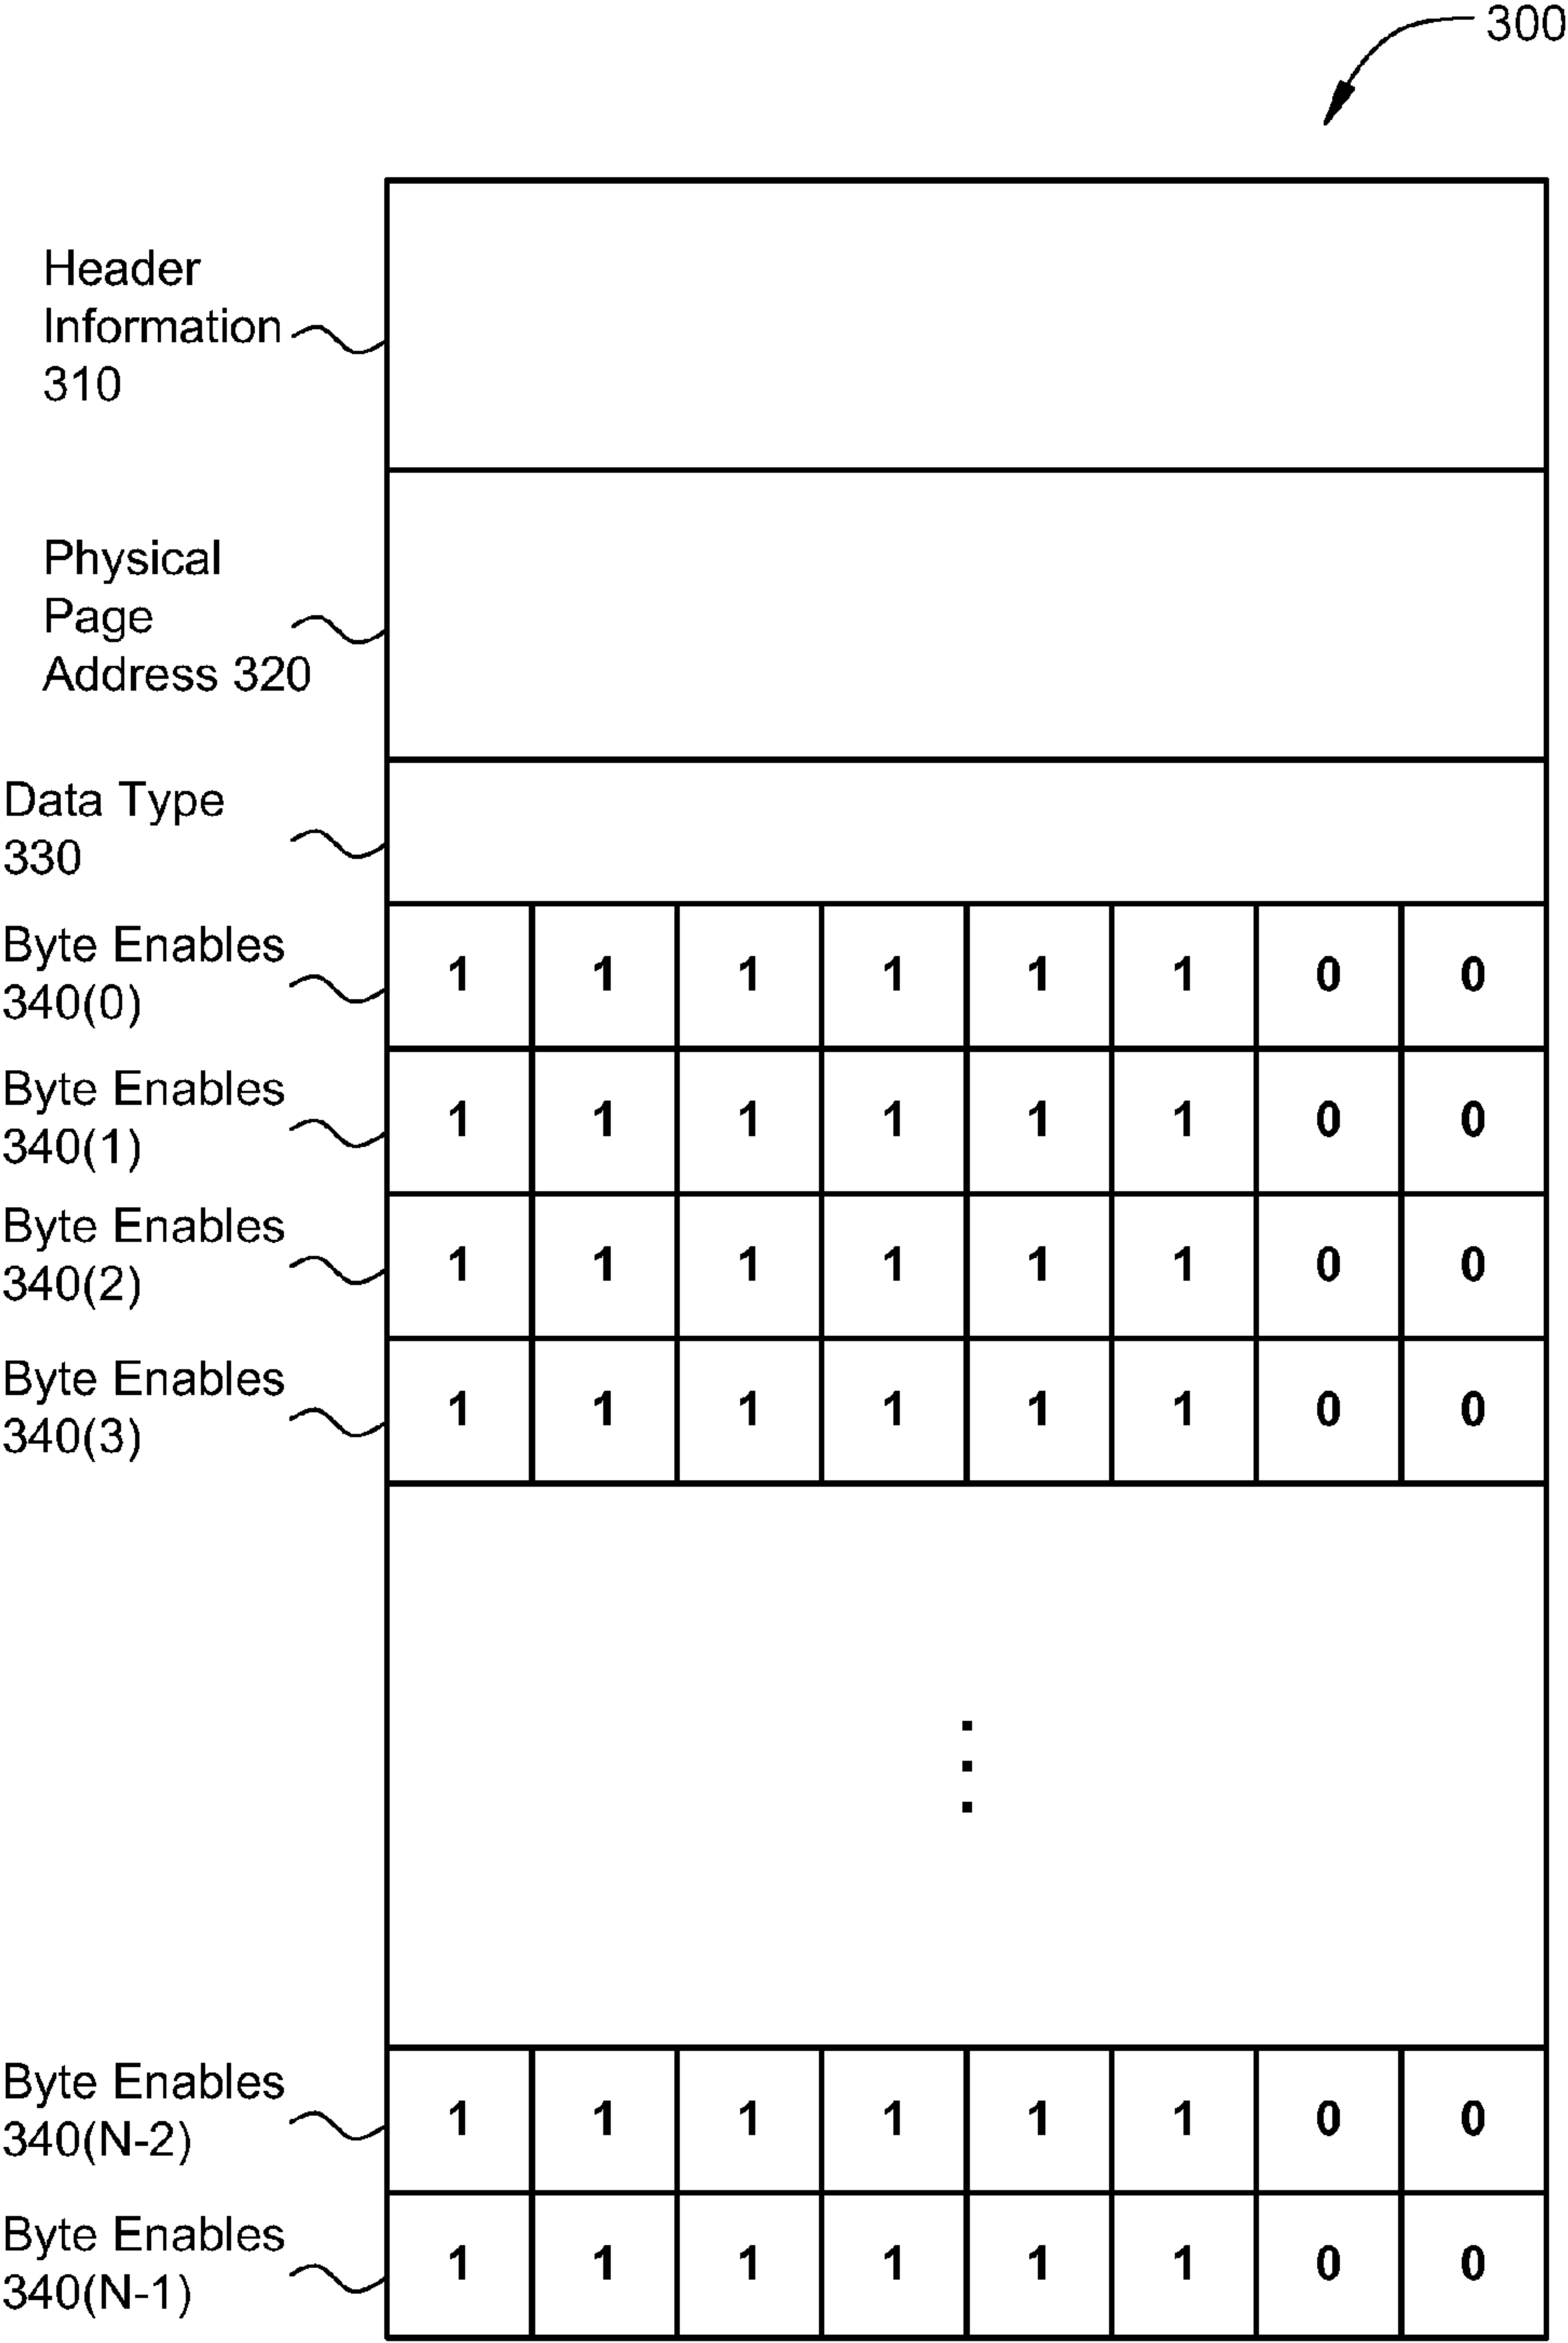 300
Header
Information
310
Physical
Page
Address 320
Data Type
330
Byte Enables
340(0)
1 1 1 1 1 1 0 0
Byte Enables
340(1)
1 1 1 1 1 1 0 0
Byte Enables
340(2)
1 1 1 1 1 1 0 0
Byte Enables
340(3)
1 1 1 1 1 1 0 0
Byte Enables
340(N-2)
1 1 1 1 1 1 0 0
Byte Enables
340(N-1)
1 1 1 1 1 1 0 0